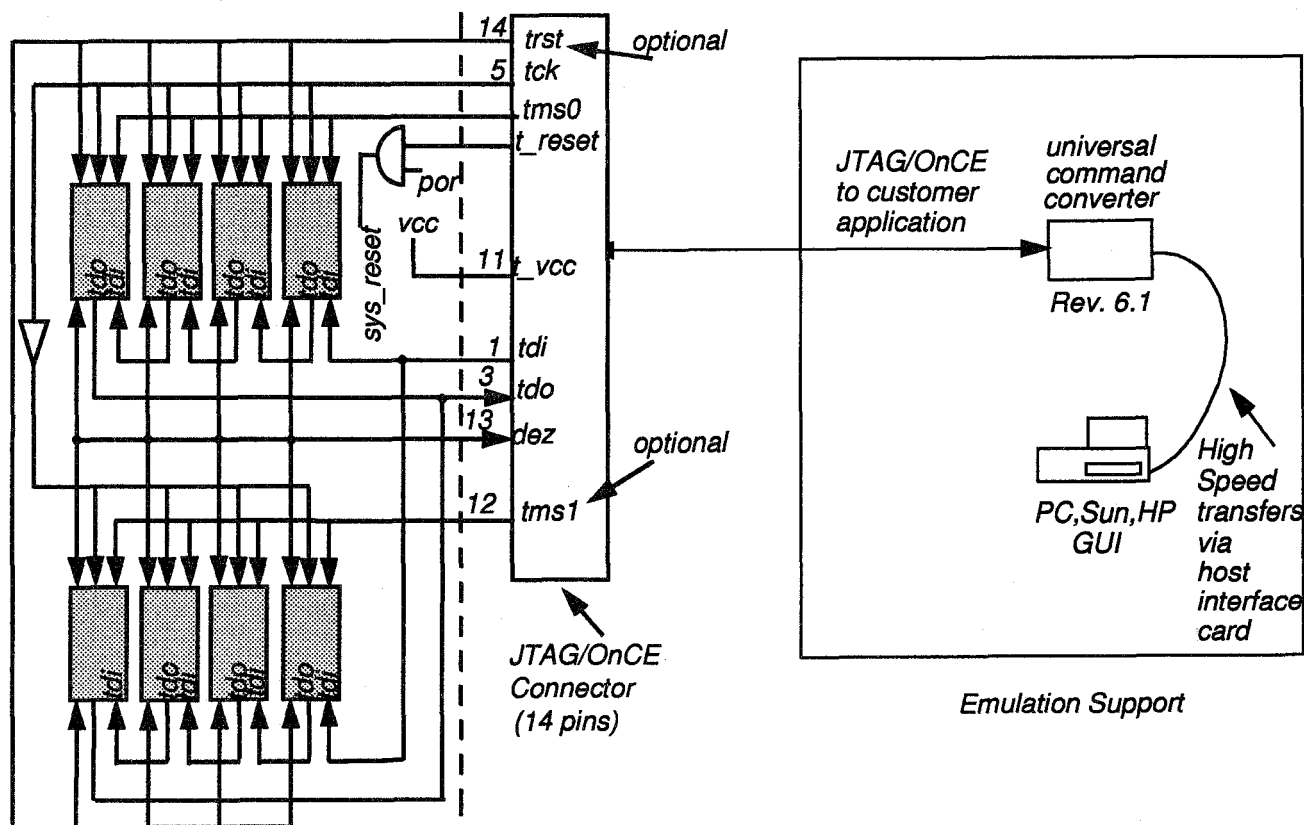 14
trst
optional
5
tck
tms0
t_reset
por
vcc
sys_reset
11
t_vcc
tdo
tdi
tdo
tdi
tdo
tdi
tdo
tdi
1
tdi
3
tdo
13
dez
optional
12
tms1
tdi
tdo
tdi
tdo
tdi
tdo
tdi
JTAG/OnCE
Connector
(14 pins)
JTAG/OnCE
to customer
application
universal
command
converter
Rev. 6.1
PC,Sun,HP
GUI
High
Speed
transfers
via
host
interface
card
Emulation Support